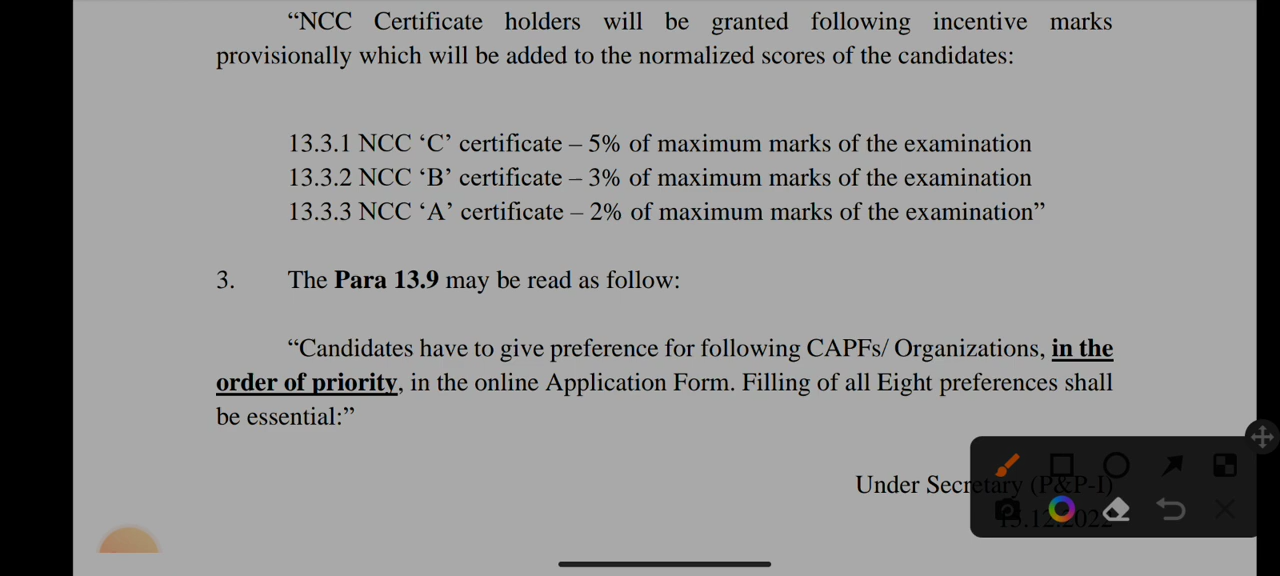 “NCC Certificate holders will be granted following incentive marks
provisionally which will be added to the normalized scores of the candidates:
13.3.1 NCC ‘C’ certificate – 5% of maximum marks of the examination
13.3.2 NCC ‘B’ certificate – 3% of maximum marks of the examination
13.3.3 NCC ‘A’ certificate – 2% of maximum marks of the examination”
3. The Para 13.9 may be read as follow:
“Candidates have to give preference for following CAPFs/ Organizations, in the
order of priority, in the online Application Form. Filling of all Eight preferences shall
be essential:”
Under Secretary (P&P-I)